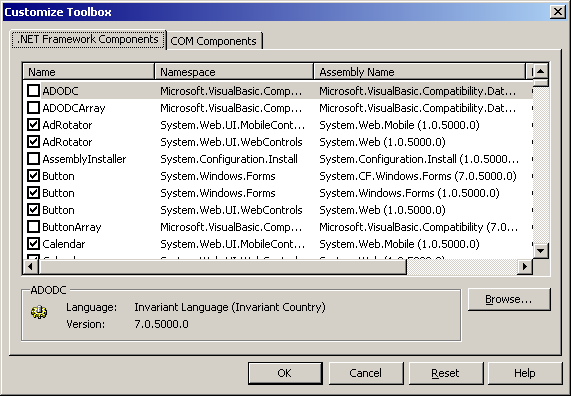 Customize Toolbox
.NET Framework Components COM Components
Name Namespace Assembly Name
ADODC Microsoft.VisualBasic.Comp... Microsoft.VisualBasic.Compatibility.Dat...
ADODCArray Microsoft.VisualBasic.Comp... Microsoft.VisualBasic.Compatibility.Dat...
AdRotator System.Web.UI.MobileCont... System.Web.Mobile (1.0.5000.0)
AdRotator System.Web.UI.WebControls System.Web (1.0.5000.0)
AssemblyInstaller System.Configuration.Install System.Configuration.Install (1.0.5000....
Button System.Windows.Forms System.CF.Windows.Forms (7.0.5000.0)
Button System.Windows.Forms System.Windows.Forms (1.0.5000.0)
Button System.Web.UI.WebControls System.Web (1.0.5000.0)
ButtonArray Microsoft.VisualBasic.Comp... Microsoft.VisualBasic.Compatibility (7.0...
Calendar System.Web.UI.MobileCont... System.Web.Mobile (1.0.5000.0)
ADODC
Language: Invariant Language (Invariant Country)
Version: 7.0.5000.0
Browse...
OK Cancel Reset Help